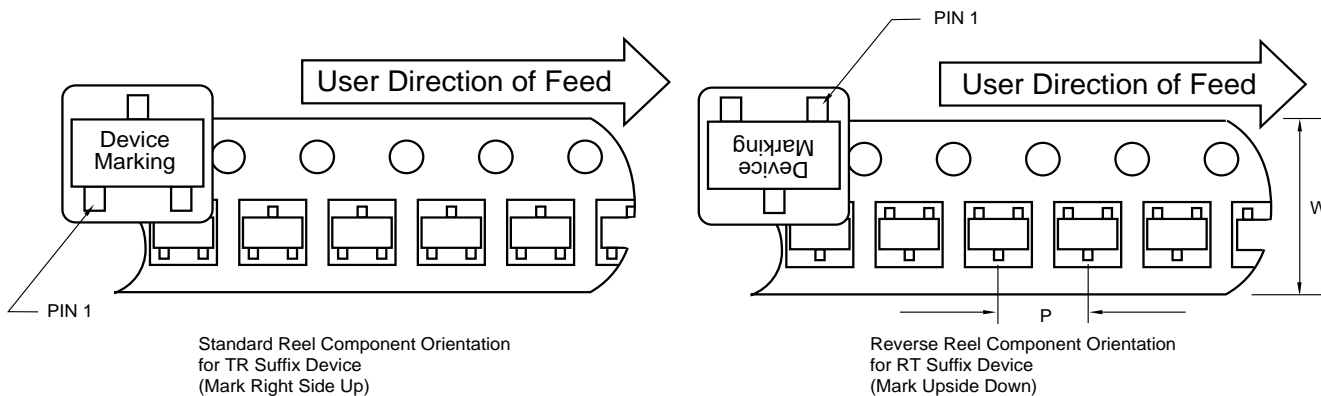 User Direction of Feed
Device
Marking
PIN 1
Standard Reel Component Orientation
for TR Suffix Device
(Mark Right Side Up)
PIN 1
User Direction of Feed
Device
Marking
W
P
Reverse Reel Component Orientation
for RT Suffix Device
(Mark Upside Down)